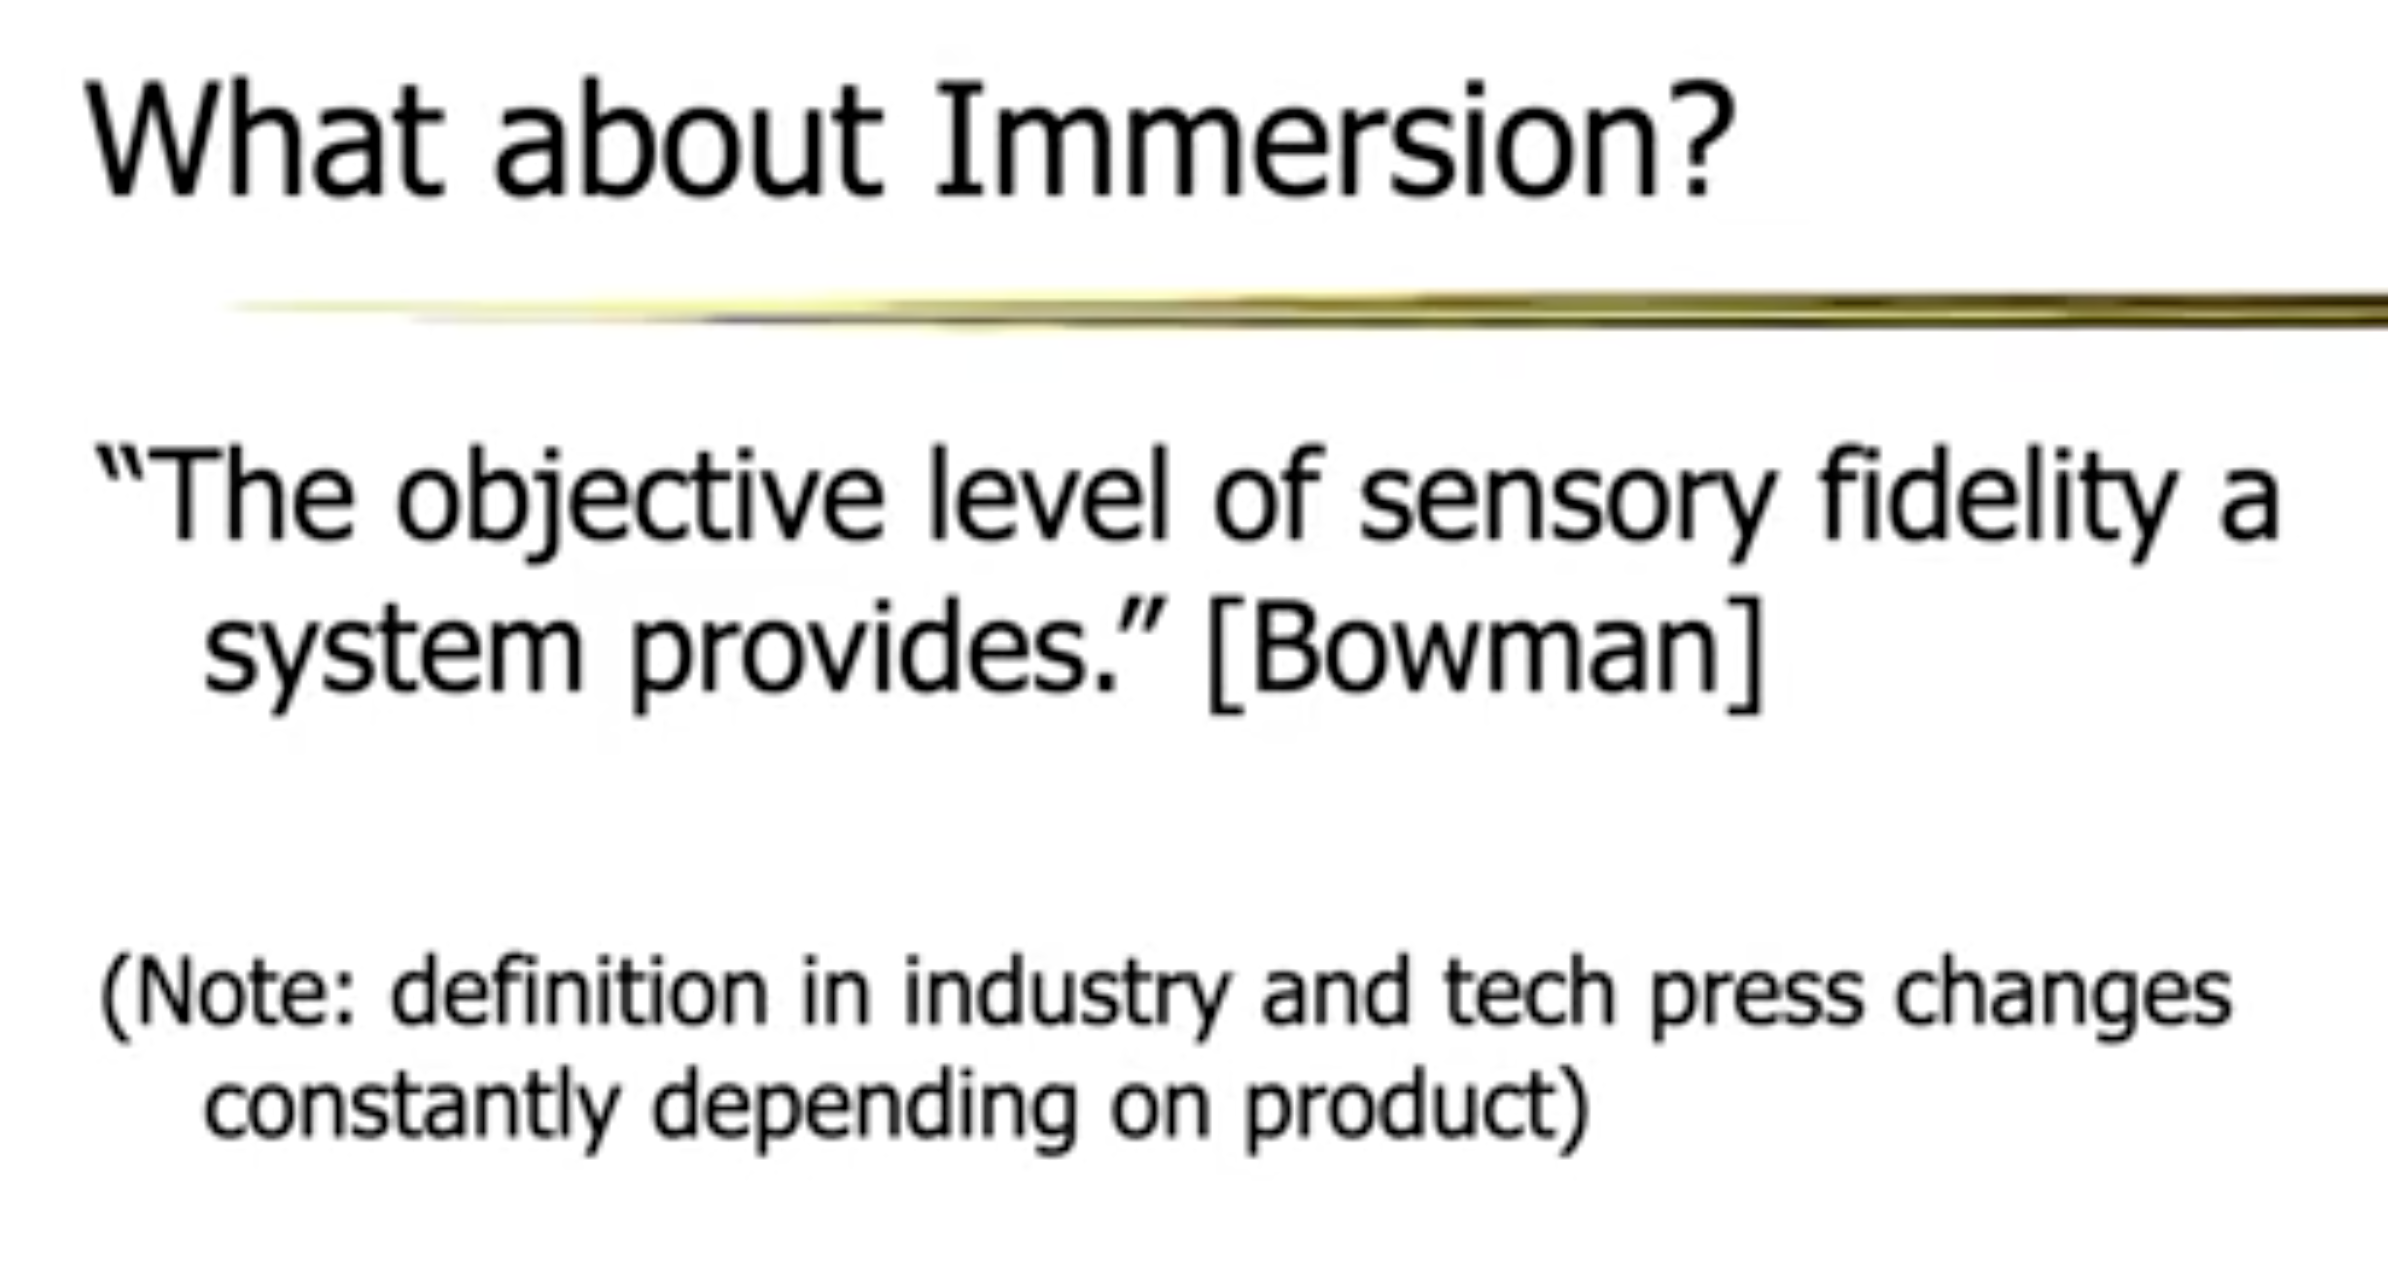 What about Immersion?
“The objective level of sensory fidelity a
system provides.” [Bowman]
(Note: definition in industry and tech press changes
constantly depending on product)